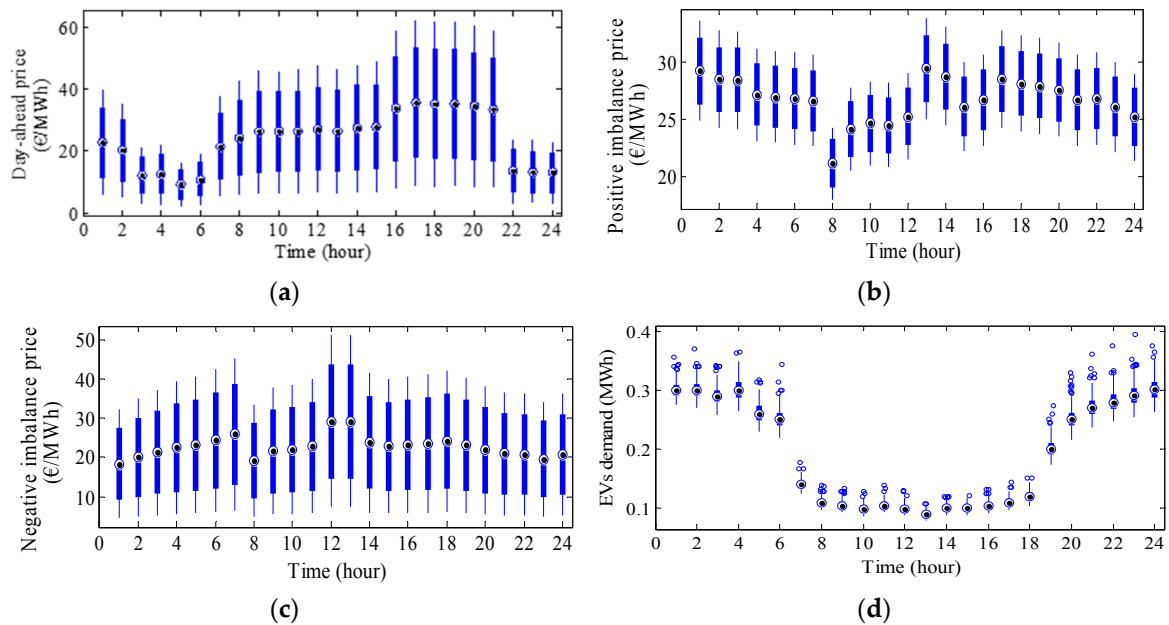 Day-ahead price
(€/MWh)
60
40
20
0
0 2 4 6 8 10 12 14 16 18 20 22 24
Time (hour)
(a)
Positive imbalance price
(€/MWh)
30
25
20
0 2 4 6 8 10 12 14 16 18 20 22 24
Time (hour)
(b)
Negative imbalance price
(€/MWh)
50
40
30
20
10
0 2 4 6 8 10 12 14 16 18 20 22 24
Time (hour)
(c)
EVs demand (MWh)
0.4
0.3
0.2
0.1
0 2 4 6 8 10 12 14 16 18 20 22 24
Time (hour)
(d)